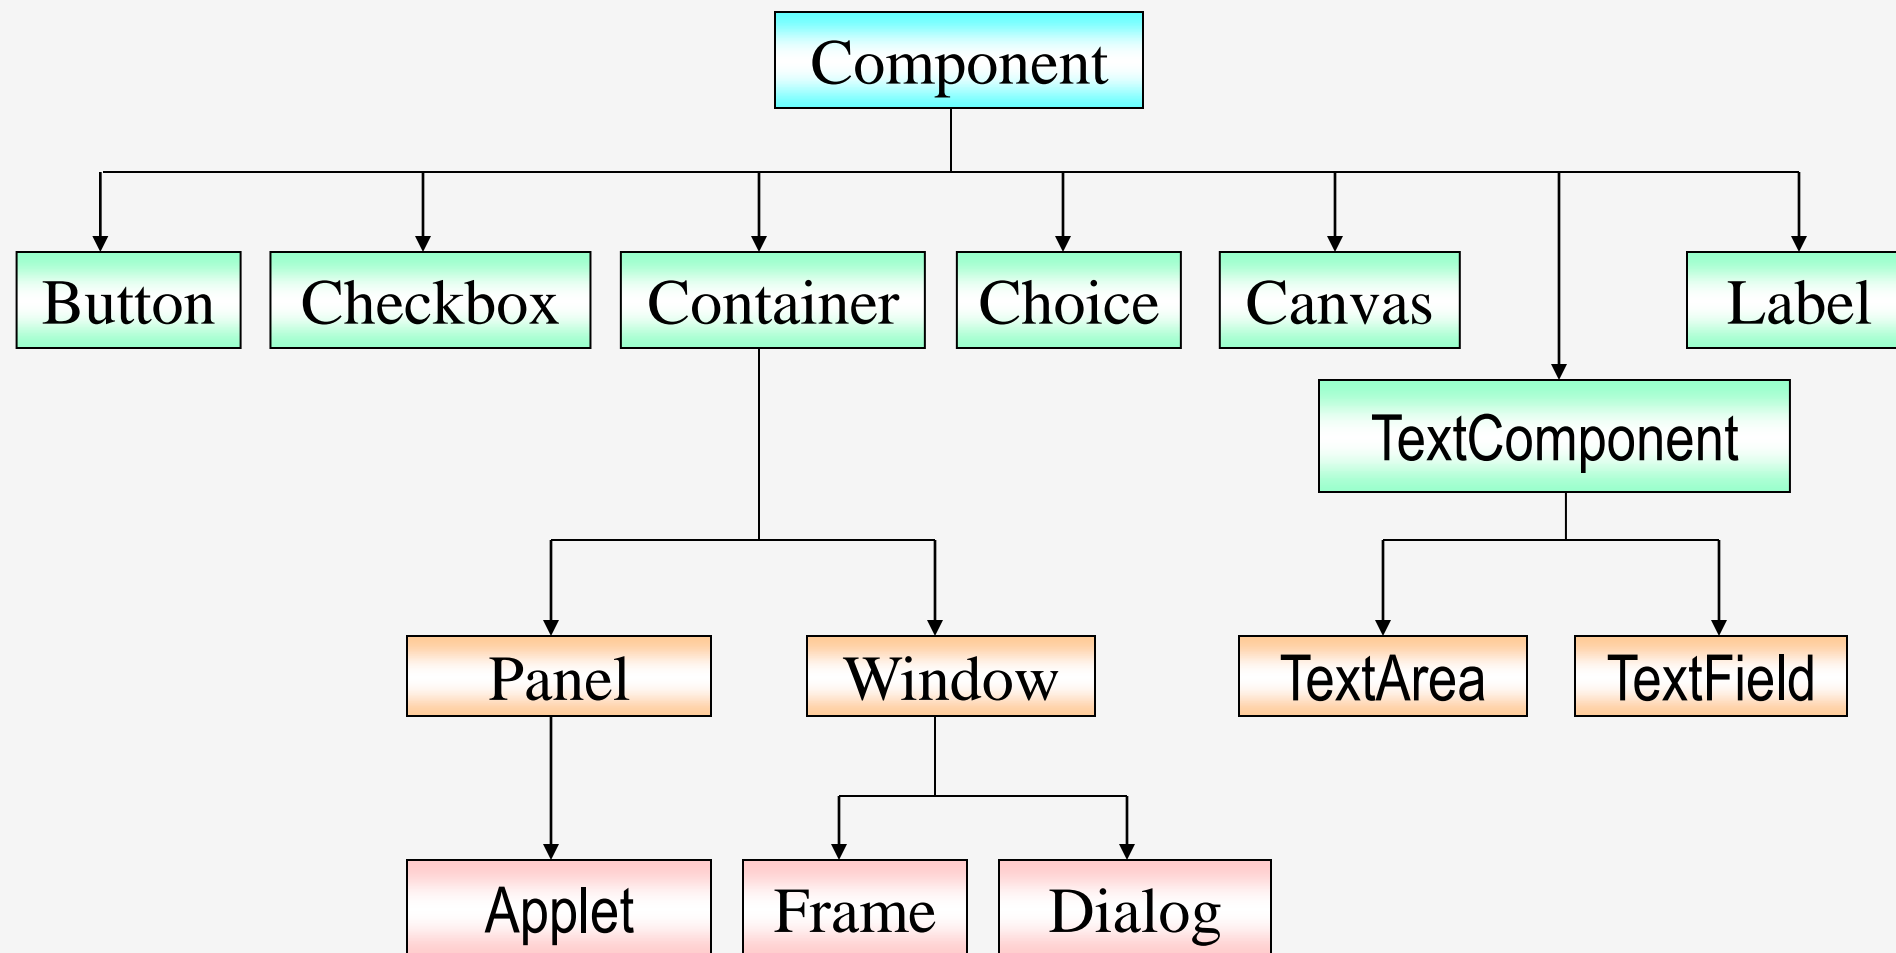 Component
Button
Checkbox
Container
Choice
Canvas
Label
TextComponent
Panel
Window
TextArea
TextField
Applet
Frame
Dialog